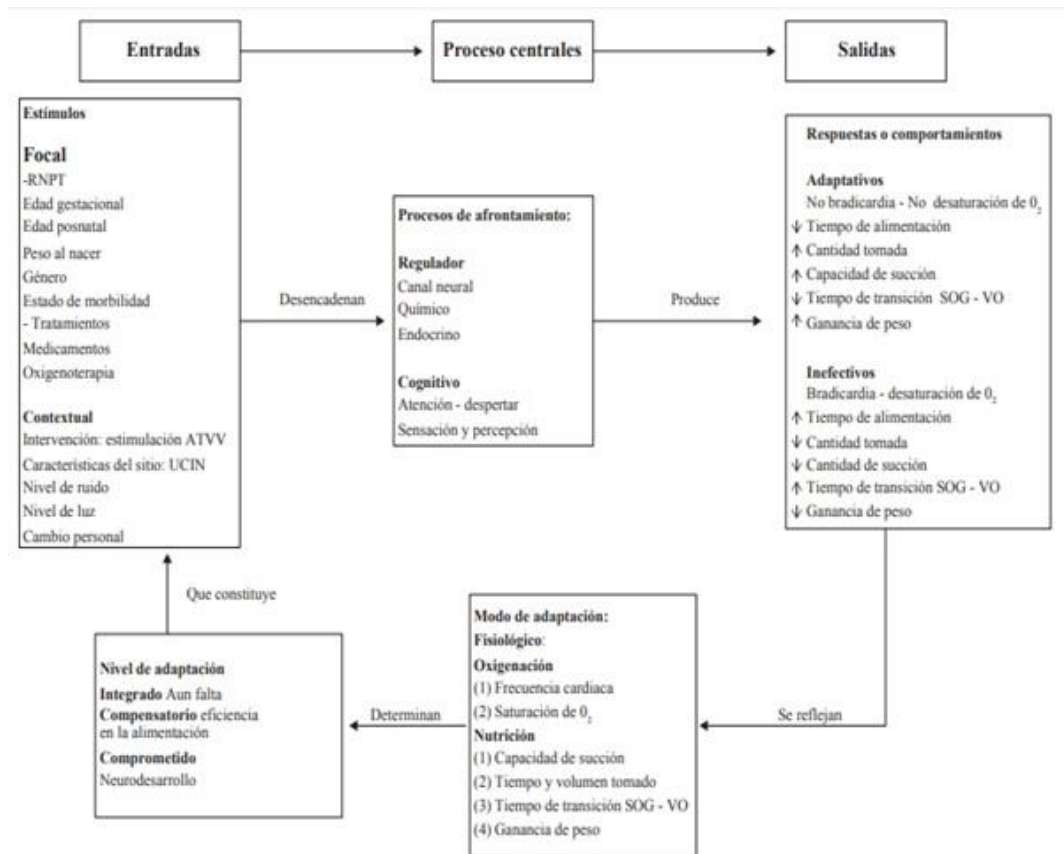 Entradas
Proceso centrales
Salidas
Estímulos
Focal
-RNPT
Edad gestacional
Edad posnatal
Peso al nacer
Género
Estado de morbilidad
- Tratamientos
Medicamentos
Oxigenoterapia
Contextual
Intervención: estimulación ATVV
Características del sitio: UCIN
Nivel de ruido
Nivel de luz
Cambio personal
Desencadenan
Procesos de afrontamiento:
Regulador
Canal neural
Químico
Endocrino
Cognitivo
Atención - despertar
Sensación y percepción
Produce
Respuestas o comportamientos
Adaptativos
No bradicardia - No desaturación de 0₂
↓ Tiempo de alimentación
↑ Cantidad tomada
↑ Capacidad de succión
↓ Tiempo de transición SOG - VO
↑ Ganancia de peso
Inefectivos
Bradicardia - desaturación de 0₂
↑ Tiempo de alimentación
↓ Cantidad tomada
↓ Cantidad de succión
↑ Tiempo de transición SOG - VO
↓ Ganancia de peso
Se reflejan
Modo de adaptación:
Fisiológico:
Oxigenación
(1) Frecuencia cardiaca
(2) Saturación de 0₂
Nutrición
(1) Capacidad de succión
(2) Tiempo y volumen tomado
(3) Tiempo de transición SOG - VO
(4) Ganancia de peso
Determinan
Nivel de adaptación
Integrado Aun falta
Compensatorio eficiencia
en la alimentación
Comprometido
Neurodesarrollo
Que constituye